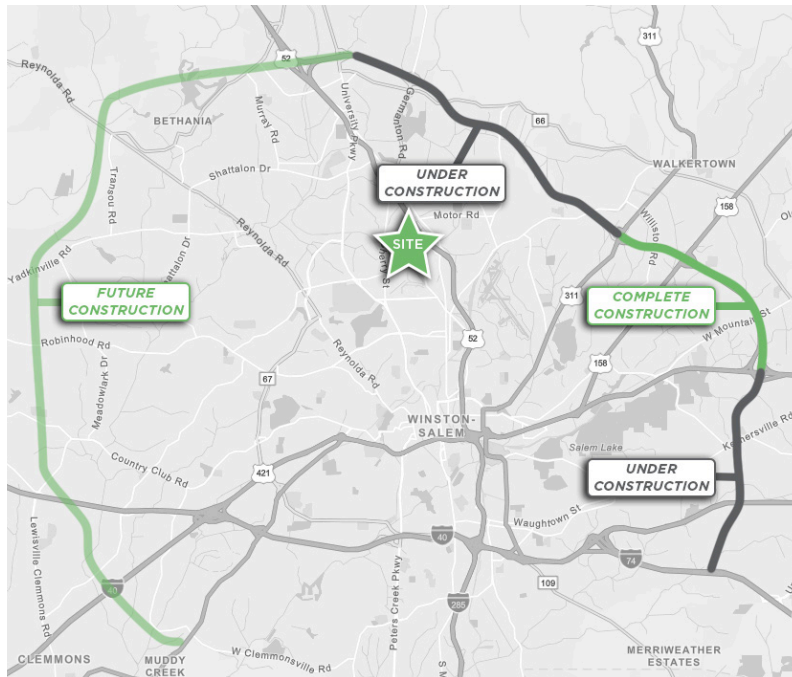 311
52
Reynolda Rd
BETHANIA
Murray Rd
University Pkwy
Germanton Rd
66
WALKERTOWN
Shattalon Dr
UNDER
CONSTRUCTION
Transon Rd
158
Motor Rd
SITE
Reynolda Rd
Yadkinville Rd
FUTURE
CONSTRUCTION
COMPLETE
CONSTRUCTION
311
W Mountain St
Robinhood Rd
52
Reynolda Rd
158
67
Meadowlark Dr
WINSTON-
SALEM
Salem Lake
Country Club Rd
421
UNDER
CONSTRUCTION
Waughtown St
Lewisville Clemmons Rd
40
74
40
109
285
Peters Creek Pkwy
W Clemmonsville Rd
CLEMMONS
MUDDY
CREEK
MERRIWEATHER
ESTATES